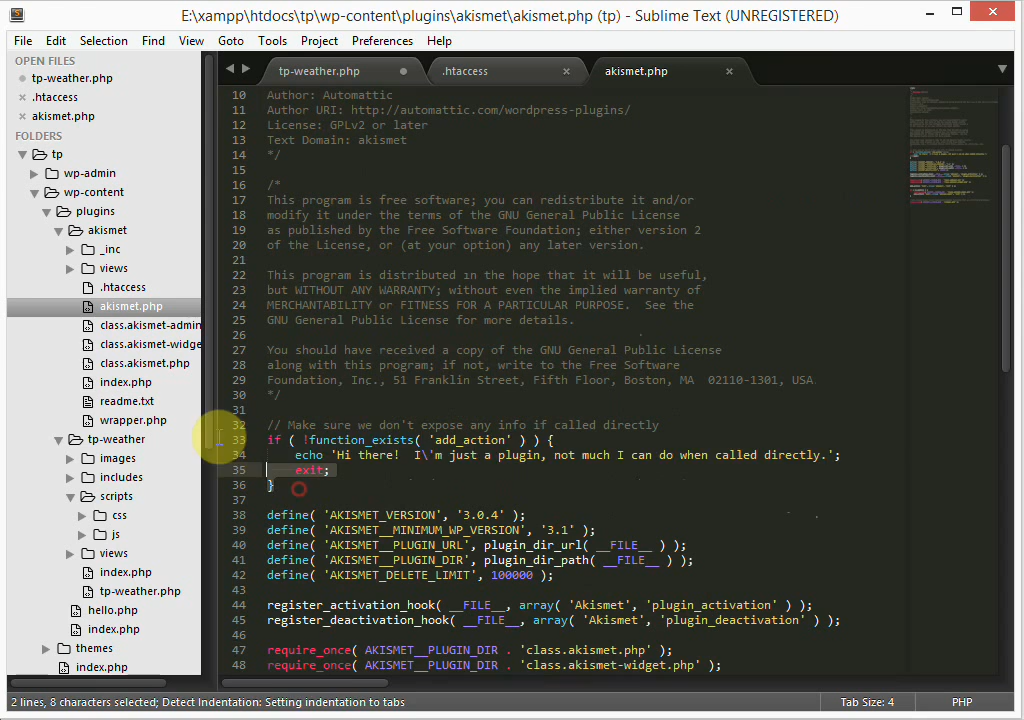 E:\xampp\htdocs\tp\wp-content\plugins\akismet\akismet.php (tp) - Sublime Text (UNREGISTERED)
File Edit Selection Find View Goto Tools Project Preferences Help
OPEN FILES
tp-weather.php
.htaccess
akismet.php
FOLDERS
tp
wp-admin
wp-content
plugins
akismet
_inc
views
.htaccess
akismet.php
class.akismet-admin
class.akismet-widge
class.akismet.php
index.php
readme.txt
wrapper.php
tp-weather
images
includes
scripts
css
js
views
index.php
tp-weather.php
hello.php
index.php
themes
index.php
tp-weather.php .htaccess akismet.php
10 Author: Automattic
11 Author URI: http://automattic.com/wordpress-plugins/
12 License: GPLv2 or later
13 Text Domain: akismet
14 */
15
16 /*
17 This program is free software; you can redistribute it and/or
18 modify it under the terms of the GNU General Public License
19 as published by the Free Software Foundation; either version 2
20 of the License, or (at your option) any later version.
21
22 This program is distributed in the hope that it will be useful,
23 but WITHOUT ANY WARRANTY; without even the implied warranty of
24 MERCHANTABILITY or FITNESS FOR A PARTICULAR PURPOSE.  See the
25 GNU General Public License for more details.
26
27 You should have received a copy of the GNU General Public License
28 along with this program; if not, write to the Free Software
29 Foundation, Inc., 51 Franklin Street, Fifth Floor, Boston, MA  02110-1301, USA.
30 */
31
32 // Make sure we don't expose any info if called directly
33 if ( !function_exists( 'add_action' ) ) {
34     echo 'Hi there!  I\'m just a plugin, not much I can do when called directly.';
35     exit;
36 }
37
38 define( 'AKISMET_VERSION', '3.0.4' );
39 define( 'AKISMET__MINIMUM_WP_VERSION', '3.1' );
40 define( 'AKISMET__PLUGIN_URL', plugin_dir_url( __FILE__ ) );
41 define( 'AKISMET__PLUGIN_DIR', plugin_dir_path( __FILE__ ) );
42 define( 'AKISMET_DELETE_LIMIT', 100000 );
43
44 register_activation_hook( __FILE__, array( 'Akismet', 'plugin_activation' ) );
45 register_deactivation_hook( __FILE__, array( 'Akismet', 'plugin_deactivation' ) );
46
47 require_once( AKISMET__PLUGIN_DIR . 'class.akismet.php' );
48 require_once( AKISMET__PLUGIN_DIR . 'class.akismet-widget.php' );
2 lines, 8 characters selected; Detect Indentation: Setting indentation to tabs Tab Size: 4 PHP